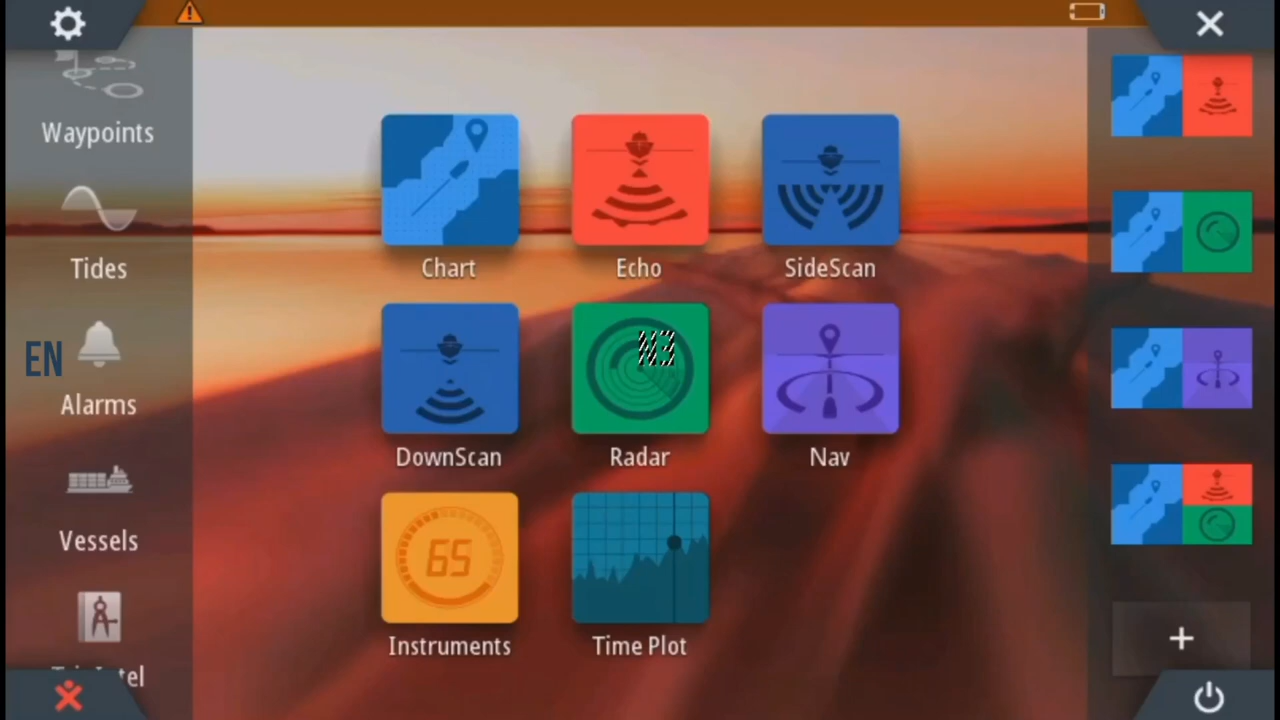 Waypoints
Tides
EN
Alarms
Vessels
Chart
Echo
SideScan
DownScan
Radar
Nav
65
Instruments
Time Plot